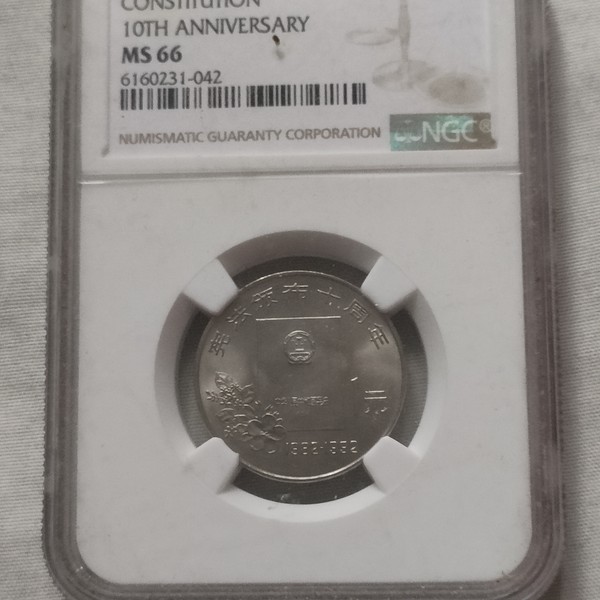 CONSTITUTION
10TH ANNIVERSARY
MS 66
6160231-042
NUMISMATIC GUARANTY CORPORATION
NGC®
宪法颁布十周年
1982-1992